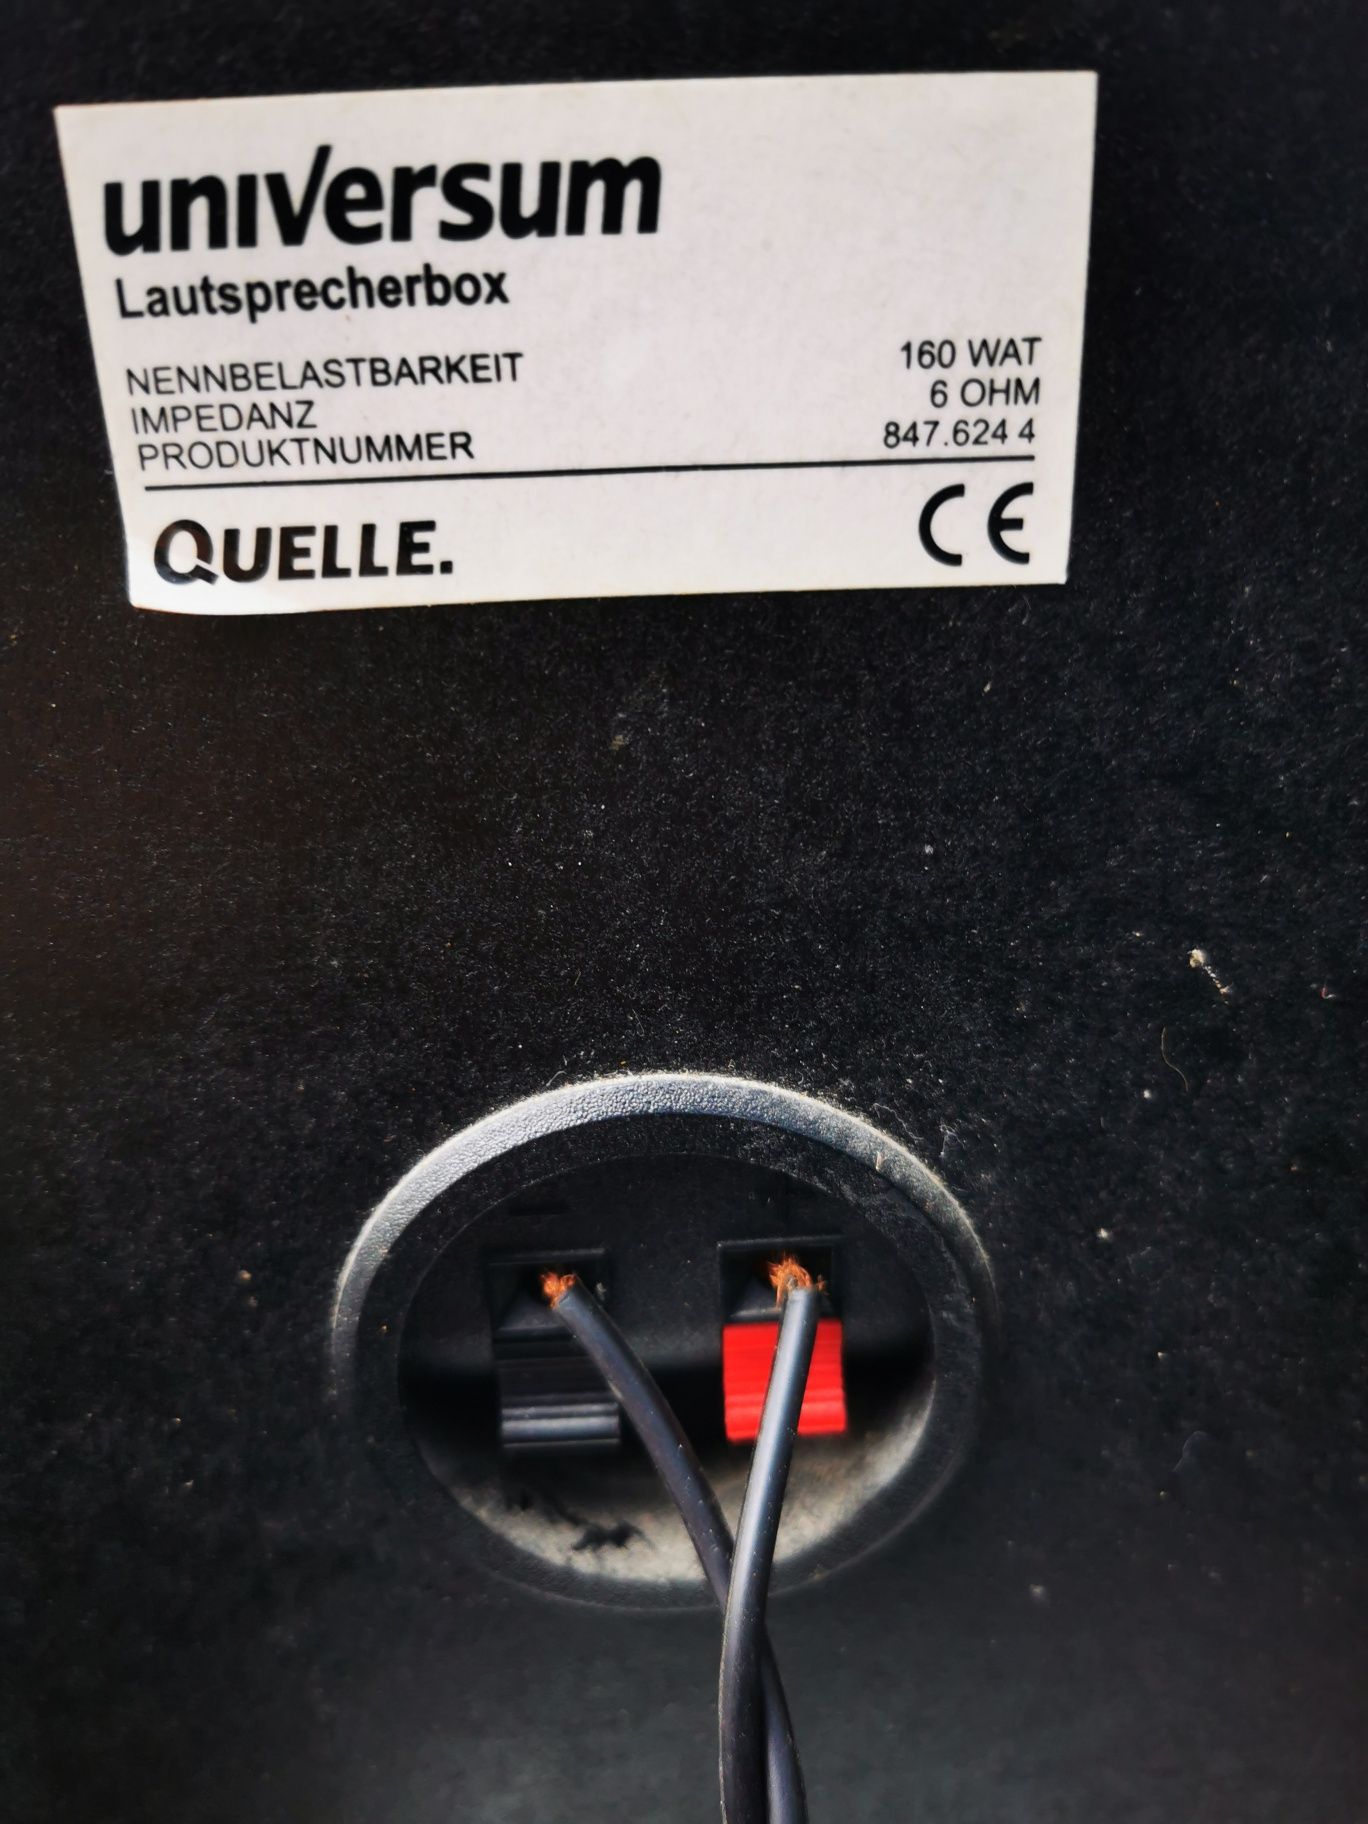 universum
Lautsprecherbox
NENNBELASTBARKEIT 160 WAT
IMPEDANZ 6 OHM
PRODUKTNUMMER 847.624 4
QUELLE. CE